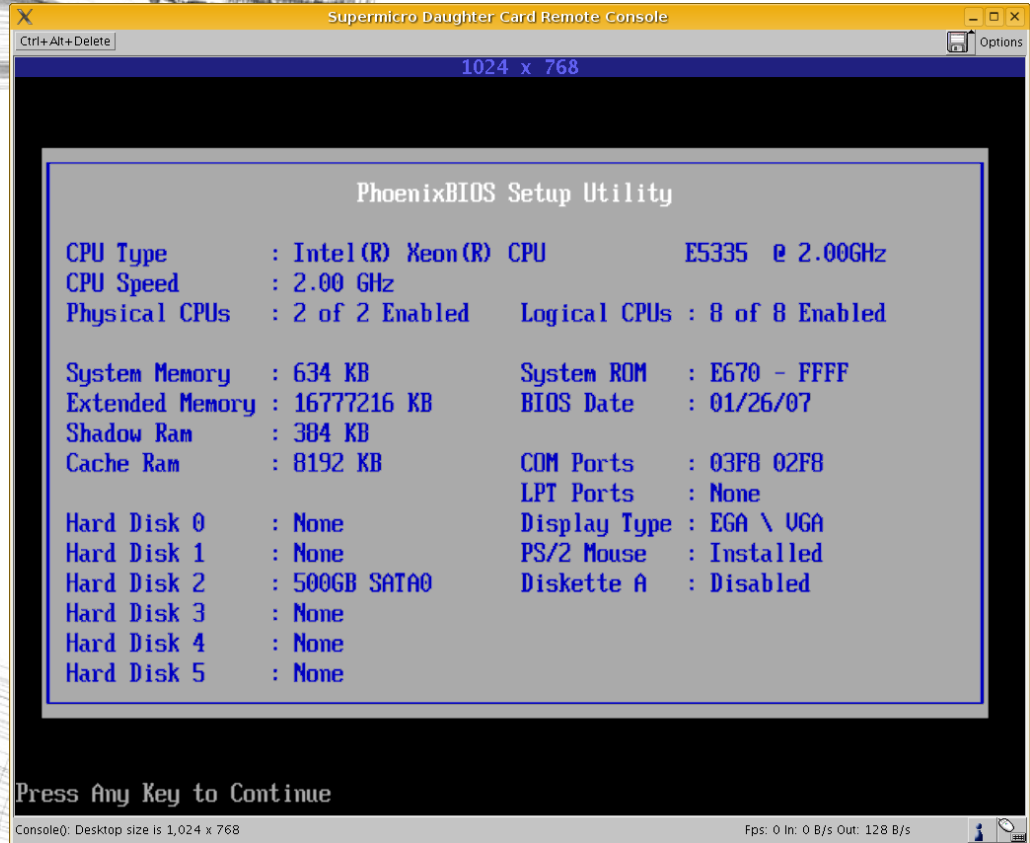 Supermicro Daughter Card Remote Console
Ctrl+Alt+Delete
Options
1024 x 768
PhoenixBIOS Setup Utility
CPU Type : Intel(R) Xeon(R) CPU E5335 @ 2.00GHz
CPU Speed : 2.00 GHz
Physical CPUs : 2 of 2 Enabled Logical CPUs : 8 of 8 Enabled
System Memory : 634 KB System ROM : E670 - FFFF
Extended Memory : 16777216 KB BIOS Date : 01/26/07
Shadow Ram : 384 KB
Cache Ram : 8192 KB COM Ports : 03F8 02F8
LPT Ports : None
Hard Disk 0 : None Display Type : EGA \ VGA
Hard Disk 1 : None PS/2 Mouse : Installed
Hard Disk 2 : 500GB SATA0 Diskette A : Disabled
Hard Disk 3 : None
Hard Disk 4 : None
Hard Disk 5 : None
Press Any Key to Continue
Console(): Desktop size is 1,024 x 768 Fps: 0 In: 0 B/s Out: 128 B/s